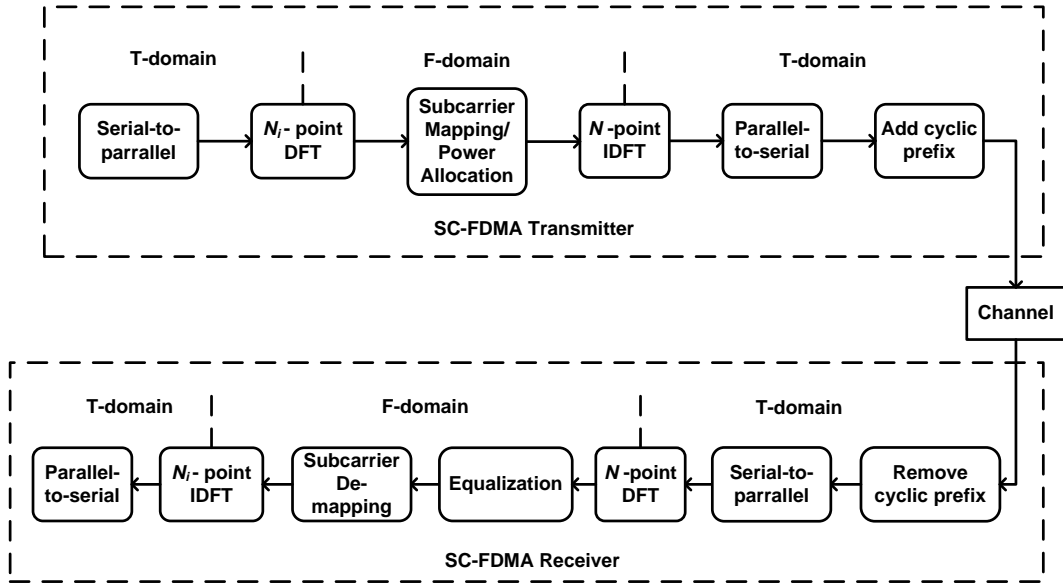 T-domain
F-domain
T-domain
Serial-to-
parrallel
Ni - point
DFT
Subcarrier
Mapping/
Power
Allocation
N -point
IDFT
Parallel-
to-serial
Add cyclic
prefix
SC-FDMA Transmitter
Channel
T-domain
F-domain
T-domain
Parallel-
to-serial
Ni - point
IDFT
Subcarrier
De-
mapping
Equalization
N -point
DFT
Serial-to-
parrallel
Remove
cyclic prefix
SC-FDMA Receiver